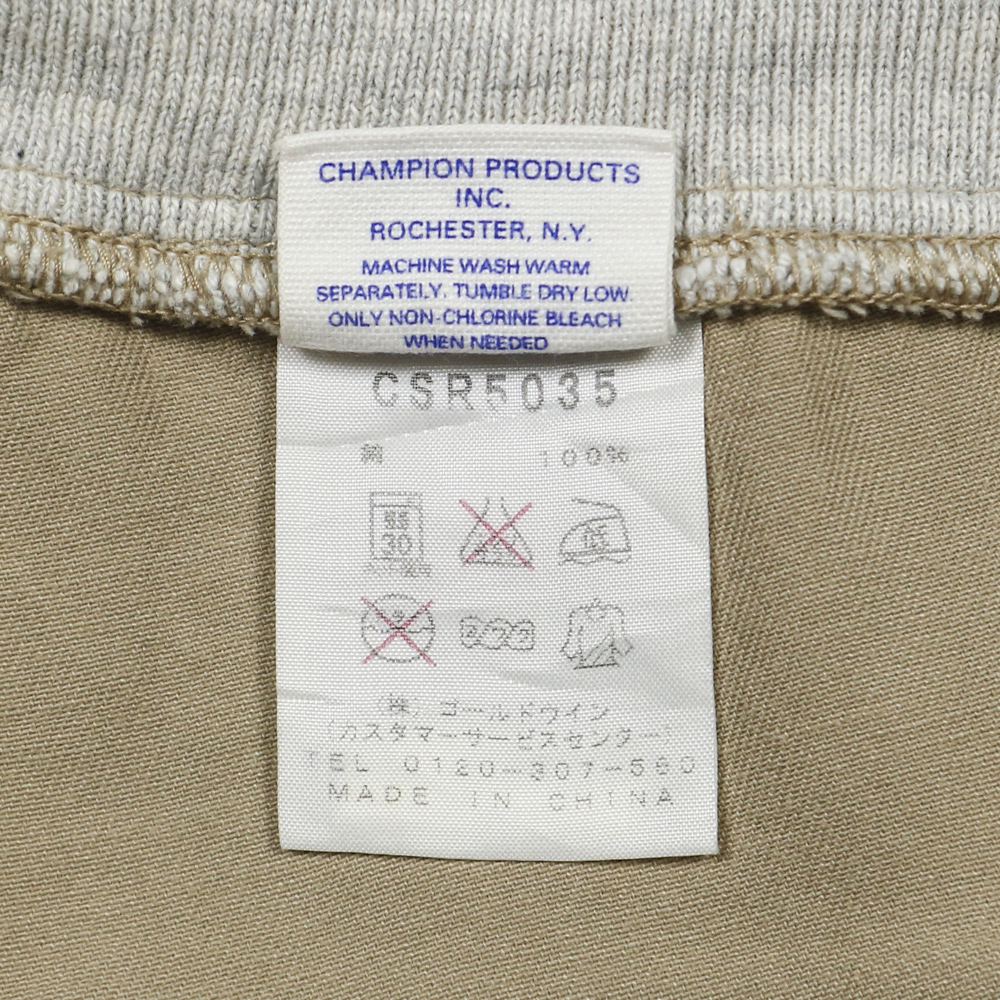 CHAMPION PRODUCTS
INC.
ROCHESTER, N.Y.
MACHINE WASH WARM
SEPARATELY. TUMBLE DRY LOW.
ONLY NON-CHLORINE BLEACH
WHEN NEEDED
CSR5035
綿 100%
30
(株)ゴールドウイン
(カスタマーサービスセンター)
TEL 0120-307-560
MADE IN CHINA